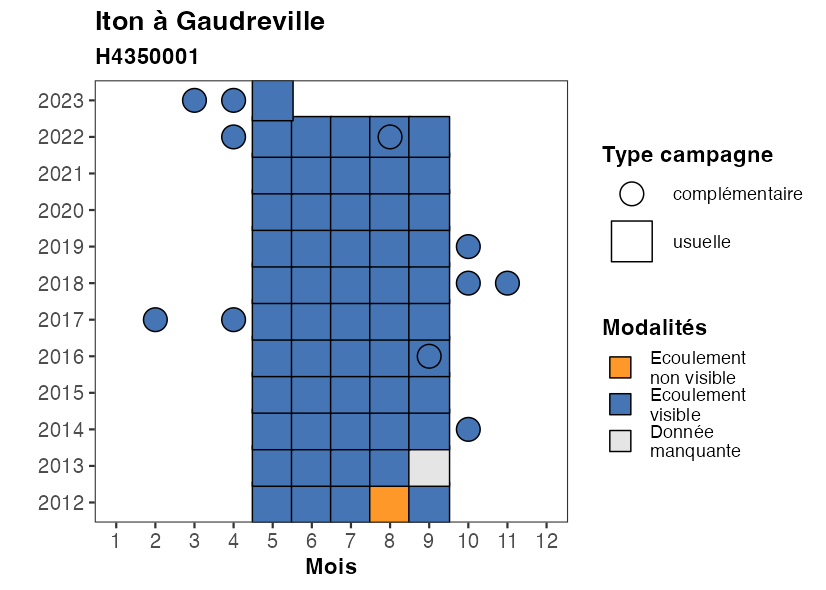 Iton à Gaudreville
H4350001
2023
2022
2021
2020
2019
2018
2017
2016
2015
2014
2013
2012
1 2 3 4 5 6 7 8 9 10 11 12
Mois
Type campagne
complémentaire
usuelle
Modalités
Ecoulement
non visible
Ecoulement
visible
Donnée
manquante